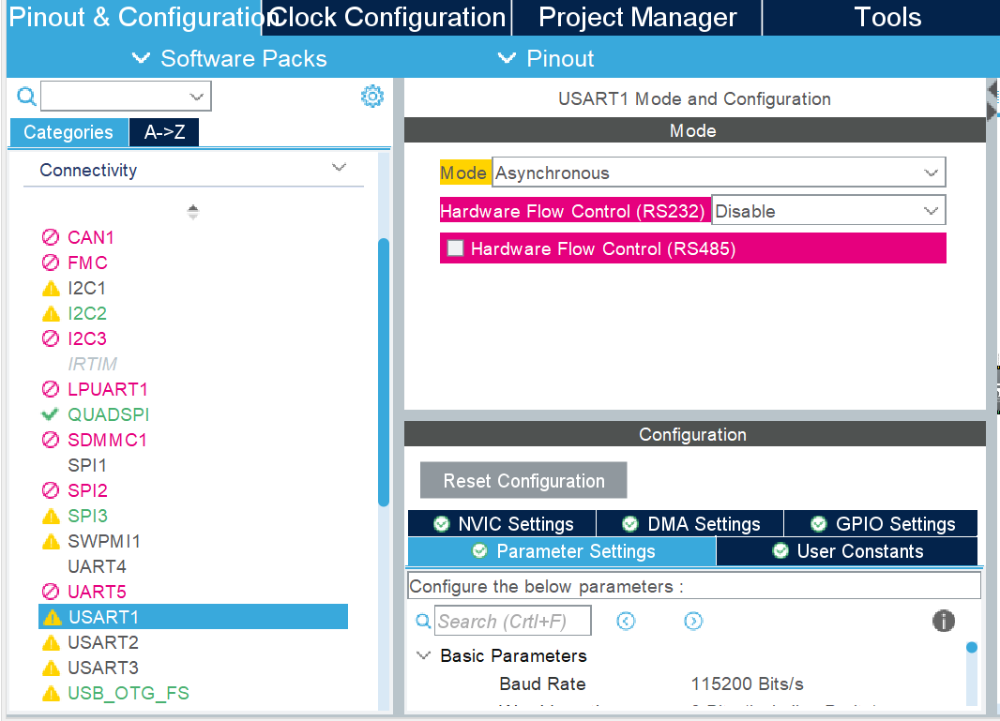 Pinout & Configuration
Clock Configuration
Project Manager
Tools
Software Packs
Pinout
Categories
A->Z
Connectivity
CAN1
FMC
I2C1
I2C2
I2C3
IRTIM
LPUART1
QUADSPI
SDMMC1
SPI1
SPI2
SPI3
SWPMI1
UART4
UART5
USART1
USART2
USART3
USB_OTG_FS
USART1 Mode and Configuration
Mode
Mode Asynchronous
Hardware Flow Control (RS232) Disable
Hardware Flow Control (RS485)
Configuration
Reset Configuration
NVIC Settings
DMA Settings
GPIO Settings
Parameter Settings
User Constants
Configure the below parameters :
Search (Crtl+F)
Basic Parameters
Baud Rate 115200 Bits/s